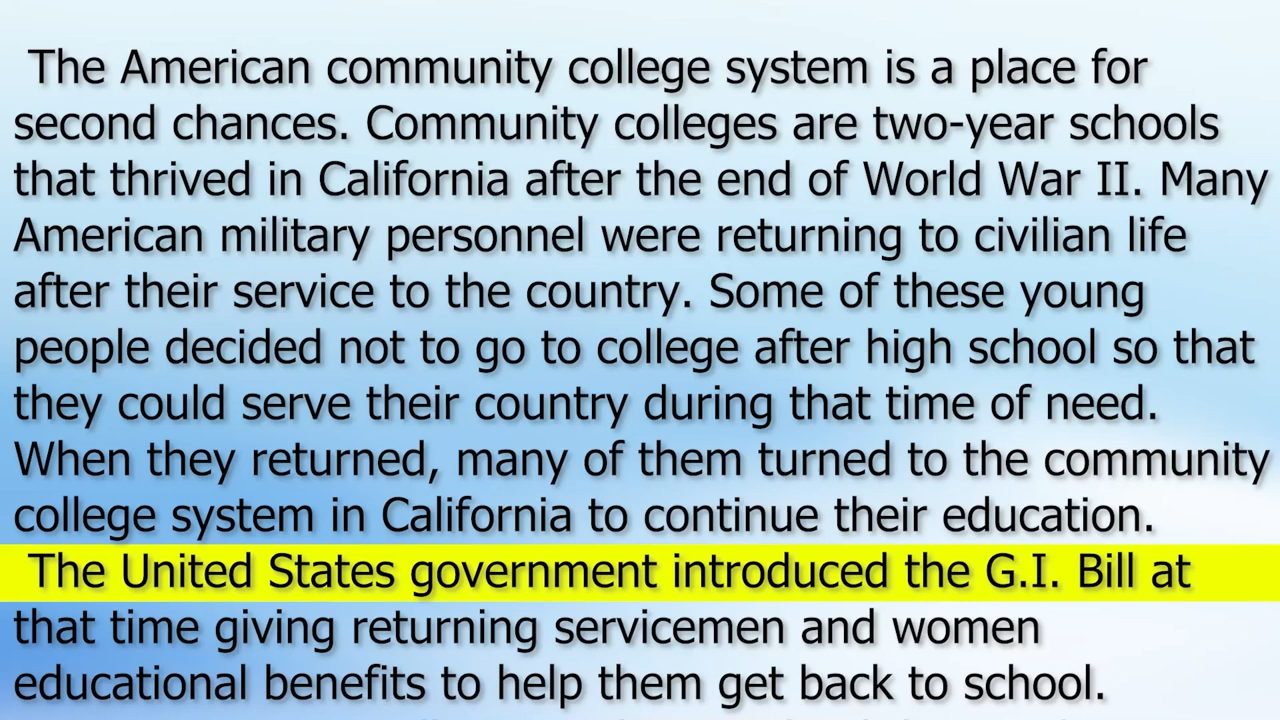 The American community college system is a place for
second chances. Community colleges are two-year schools
that thrived in California after the end of World War II. Many
American military personnel were returning to civilian life
after their service to the country. Some of these young
people decided not to go to college after high school so that
they could serve their country during that time of need.
When they returned, many of them turned to the community
college system in California to continue their education.
The United States government introduced the G.I. Bill at
that time giving returning servicemen and women
educational benefits to help them get back to school.